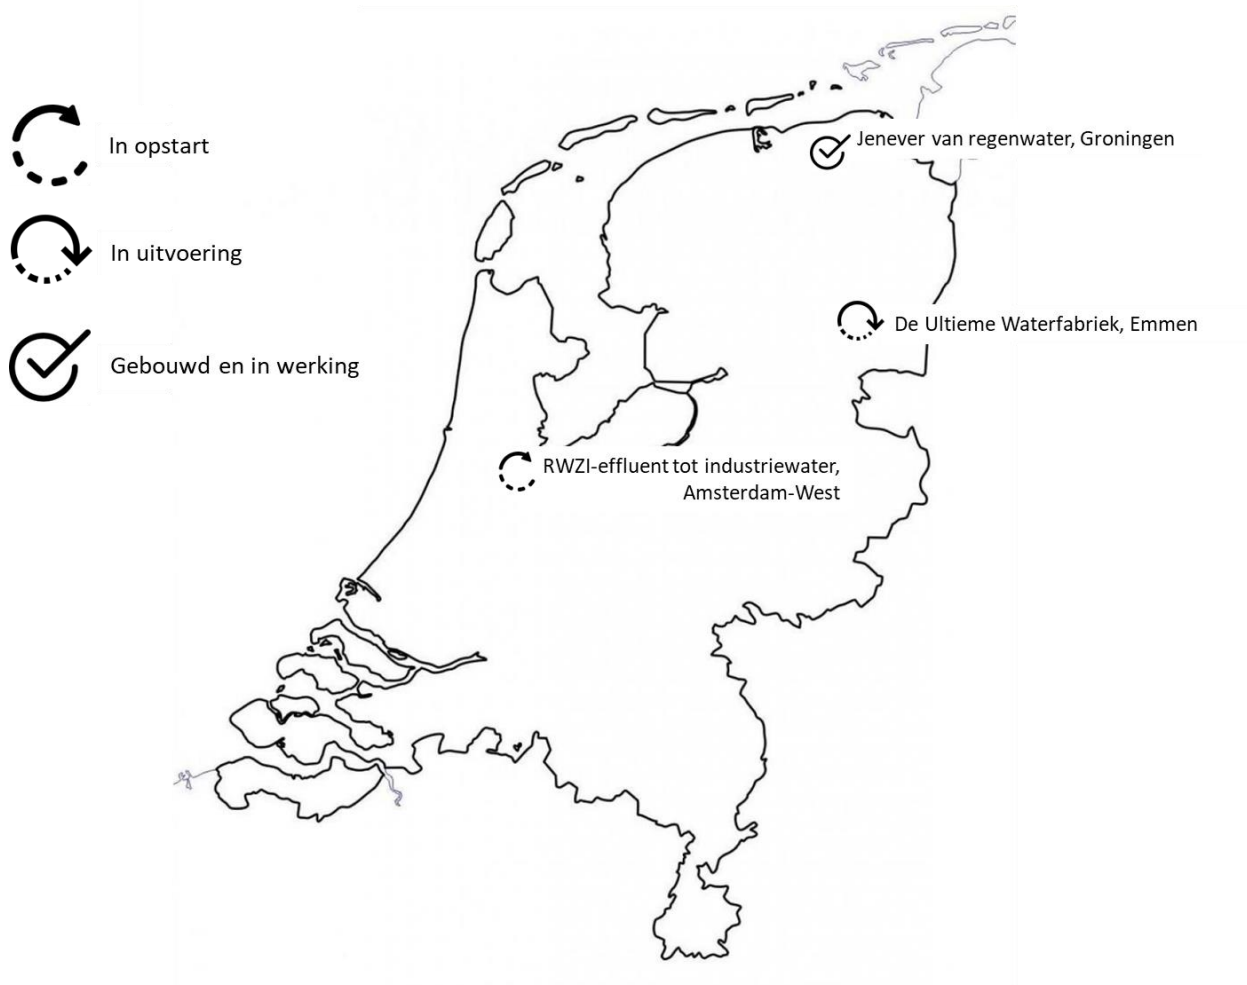 In opstart
In uitvoering
Gebouwd en in werking
Jenever van regenwater, Groningen
De Ultieme Waterfabriek, Emmen
RWZI-effluent tot industriewater,
Amsterdam-West